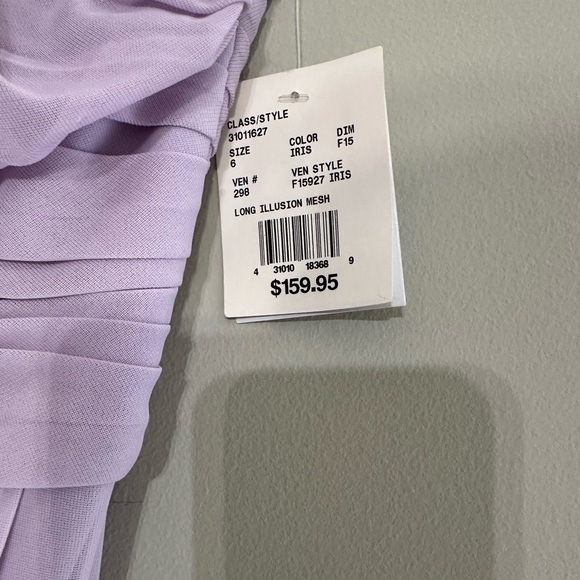 CLASS/STYLE
31011627
SIZE COLOR DIM
6 IRIS F15
VEN # VEN STYLE
298 F15927 IRIS
LONG ILLUSION MESH
4 31010 18368 9
$159.95